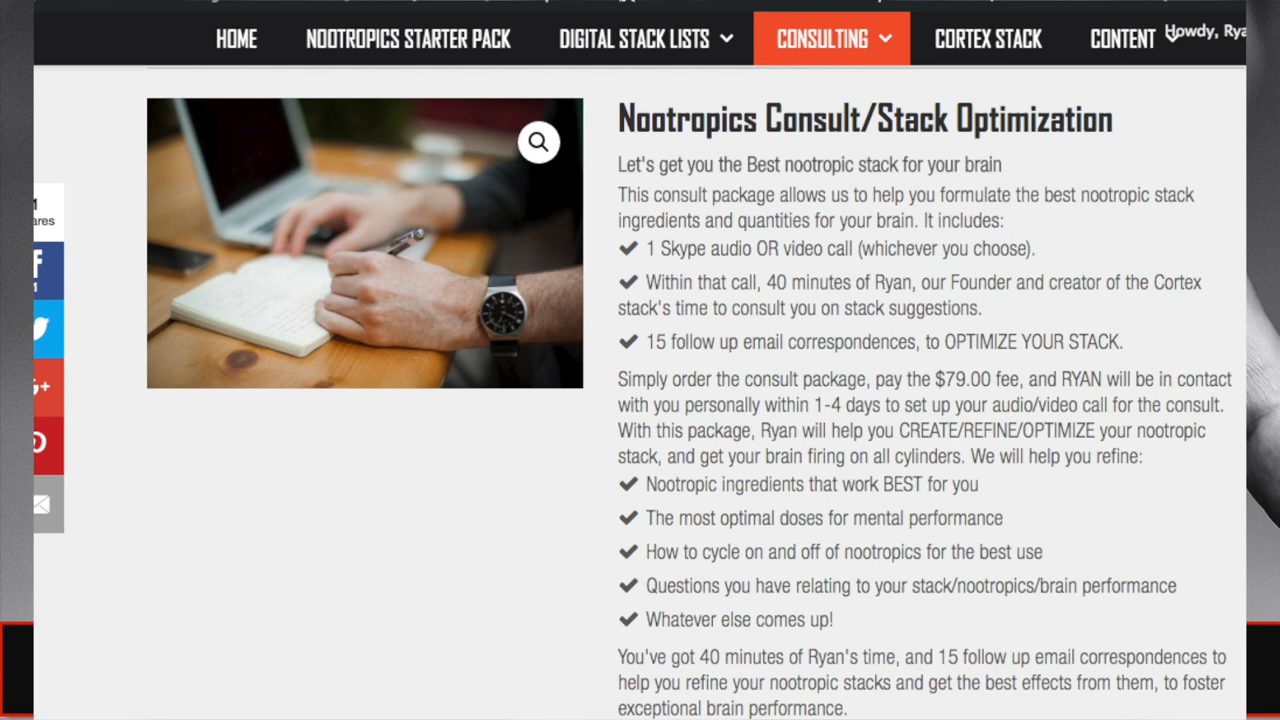 HOME NOOTROPICS STARTER PACK DIGITAL STACK LISTS CONSULTING CORTEX STACK CONTENT Howdy, Rya
Nootropics Consult/Stack Optimization
Let's get you the Best nootropic stack for your brain
This consult package allows us to help you formulate the best nootropic stack
ingredients and quantities for your brain. It includes:
1 Skype audio OR video call (whichever you choose).
Within that call, 40 minutes of Ryan, our Founder and creator of the Cortex
stack's time to consult you on stack suggestions.
15 follow up email correspondences, to OPTIMIZE YOUR STACK.
Simply order the consult package, pay the $79.00 fee, and RYAN will be in contact
with you personally within 1-4 days to set up your audio/video call for the consult.
With this package, Ryan will help you CREATE/REFINE/OPTIMIZE your nootropic
stack, and get your brain firing on all cylinders. We will help you refine:
Nootropic ingredients that work BEST for you
The most optimal doses for mental performance
How to cycle on and off of nootropics for the best use
Questions you have relating to your stack/nootropics/brain performance
Whatever else comes up!
You've got 40 minutes of Ryan's time, and 15 follow up email correspondences to
help you refine your nootropic stacks and get the best effects from them, to foster
exceptional brain performance.
1
ares
f
1